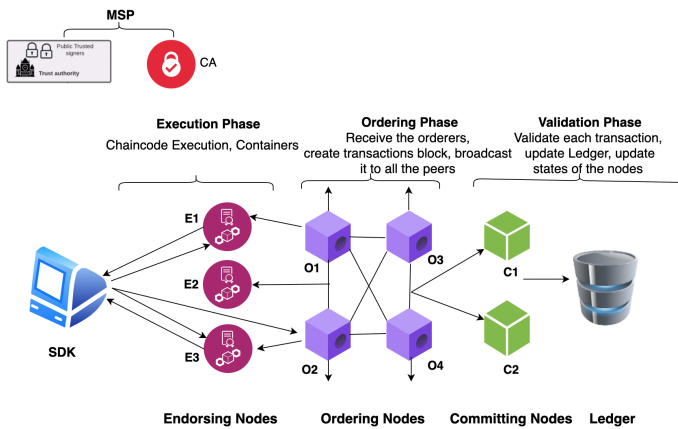 MSP
Public Trusted
signers
Trust authority
CA
Execution Phase
Chaincode Execution, Containers
Ordering Phase
Receive the orderers,
create transactions block, broadcast
it to all the peers
Validation Phase
Validate each transaction,
update Ledger, update
states of the nodes
E1
O1
O3
C1
E2
SDK
E3
O2
O4
C2
Endorsing Nodes
Ordering Nodes
Committing Nodes
Ledger